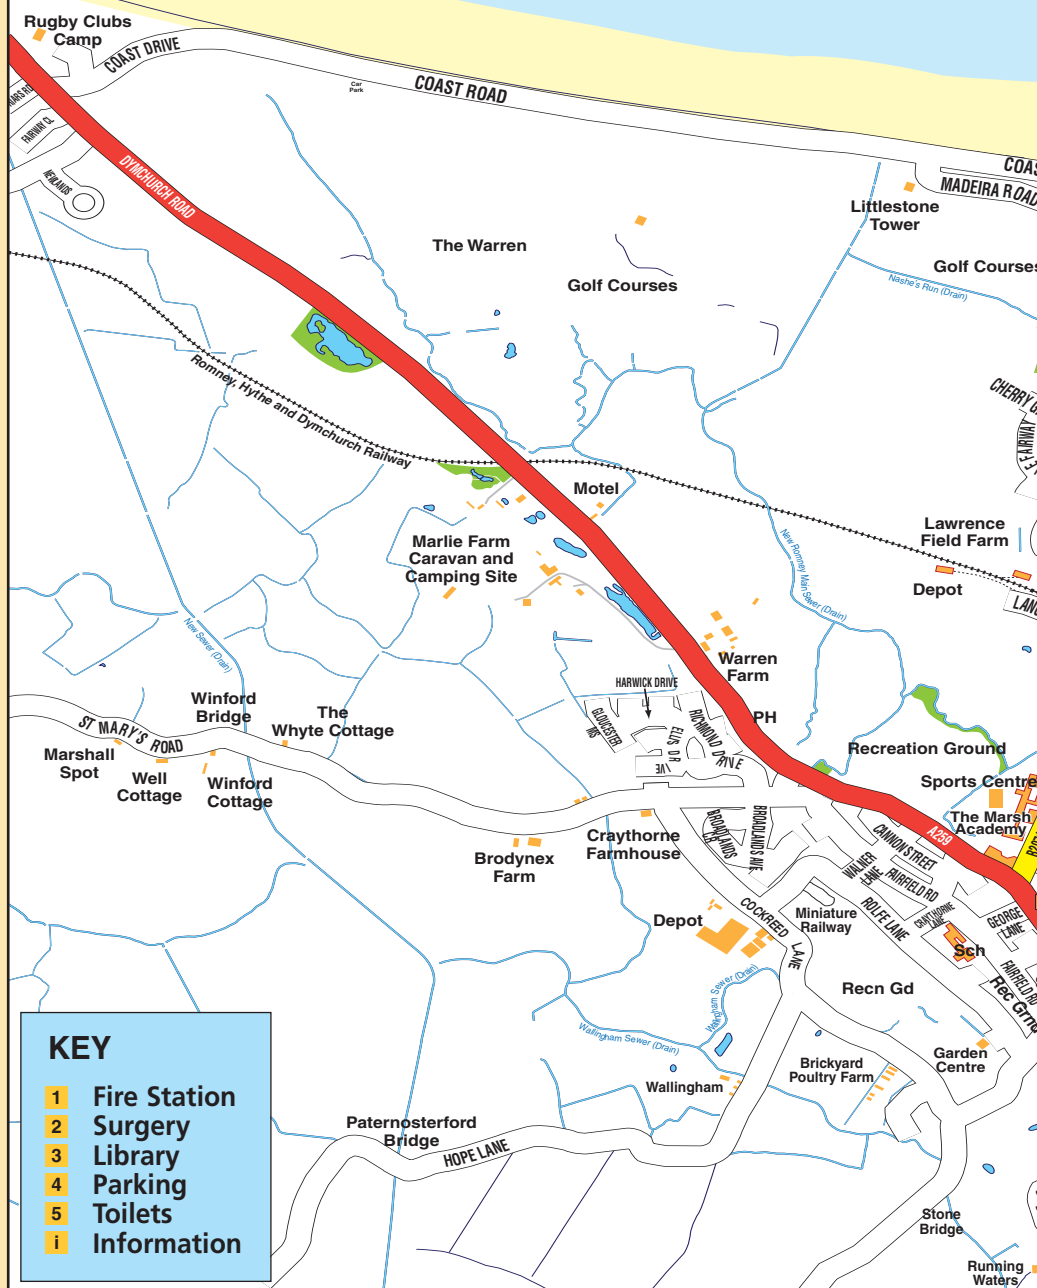 Rugby Clubs
Camp
COAST DRIVE
FAIRWAY CL
NEWLANDS
DYMCHURCH ROAD
Car
Park
COAST ROAD
MADEIRA ROAD
Littlestone
Tower
The Warren
Golf Courses
Golf Courses
Nashe's Run (Drain)
Romney, Hythe and Dymchurch Railway
Motel
Marlie Farm
Caravan and
Camping Site
New Romney Main Sewer (Drain)
Lawrence
Field Farm
Depot
New Sewer (Drain)
Warren
Farm
HARWICK DRIVE
GLOUCESTER
MS
ELLIS DR
RICHMOND DRIVE
PH
Winford
Bridge
The
Whyte Cottage
ST MARY'S ROAD
Marshall
Spot
Well
Cottage
Winford
Cottage
Recreation Ground
Sports Centre
The Marsh
Academy
A259
Craythorne
Farmhouse
Brodynex
Farm
BROADLANDS
CR
BROADLANDS AVE
CANNON STREET
WALNER
LANE
FAIRFIELD RD
ROLFE LANE
CRAYTHORNE
LANE
GEORGE
LANE
Sch
FAIRFIELD RD
Rec Grnd
Depot
COCKREED LANE
Miniature
Railway
Recn Gd
Wallingham Sewer (Drain)
Wallingham Sewer (Drain)
Wallingham
Brickyard
Poultry Farm
Garden
Centre
Paternosterford
Bridge
HOPE LANE
Stone
Bridge
Running
Waters
KEY
1 Fire Station
2 Surgery
3 Library
4 Parking
5 Toilets
i Information